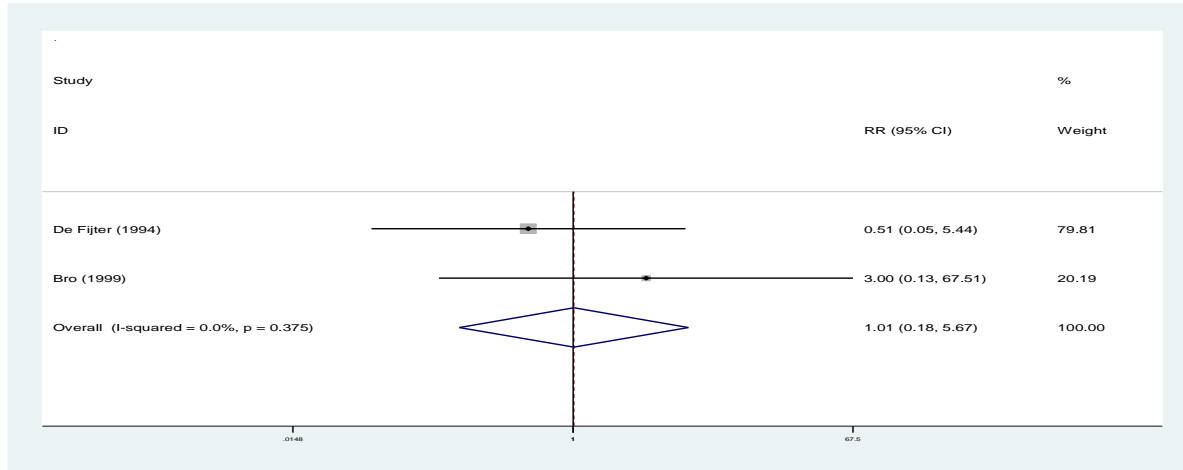 .
Study %
ID RR (95% CI) Weight
De Fijter (1994) 0.51 (0.05, 5.44) 79.81
Bro (1999) 3.00 (0.13, 67.51) 20.19
Overall (I-squared = 0.0%, p = 0.375) 1.01 (0.18, 5.67) 100.00
.0148 1 67.5